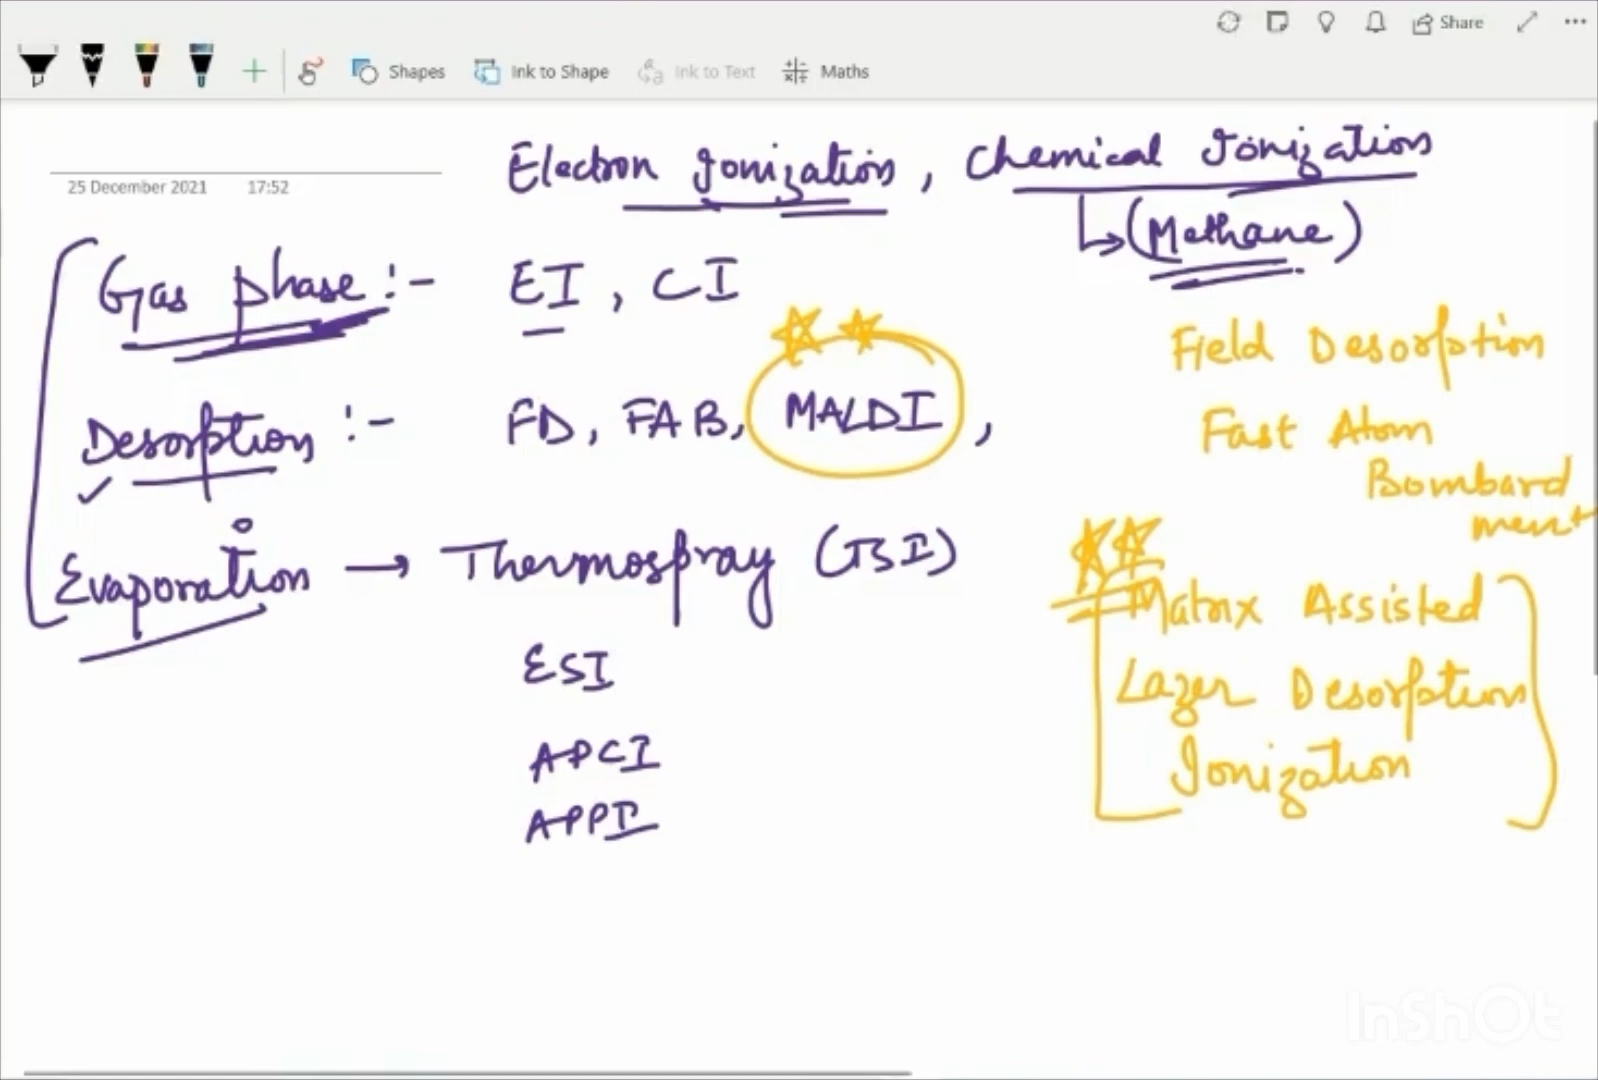 Share
Shapes Ink to Shape Ink to Text Maths
Electron Ionization, Chemical Ionization
25 December 2021 17:52
(Methane)
Gas phase :- EI, CI
Field Desorption
Desorption :- FD, FAB, MALDI,
Fast Atom
Bombard
ment
Evaporation → Thermospray (TSI)
Matrix Assisted
ESI
Lazer Desorption
APCI
Ionization
APPI
InShOt